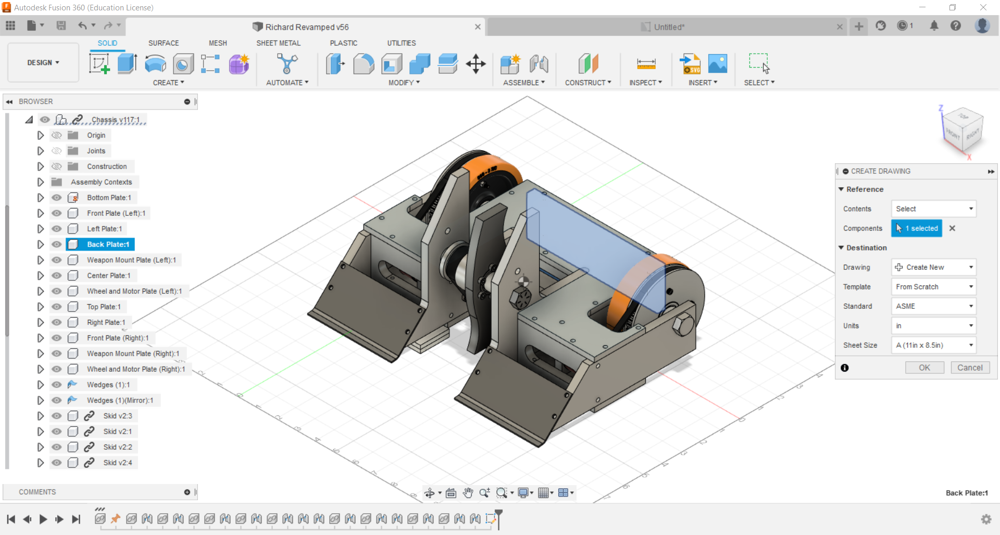 Autodesk Fusion 360 (Education License)
Richard Revamped v56
Untitled*
1
SOLID
SURFACE
MESH
SHEET METAL
PLASTIC
UTILITIES
DESIGN
CREATE
AUTOMATE
MODIFY
ASSEMBLE
CONSTRUCT
INSPECT
INSERT
SELECT
SVG
BROWSER
Chassis v117:1
Origin
Joints
Construction
Assembly Contexts
Bottom Plate:1
Front Plate (Left):1
Left Plate:1
Back Plate:1
Weapon Mount Plate (Left):1
Center Plate:1
Wheel and Motor Plate (Left):1
Top Plate:1
Right Plate:1
Front Plate (Right):1
Weapon Mount Plate (Right):1
Wheel and Motor Plate (Right):1
Wedges (1):1
Wedges (1)(Mirror):1
Skid v2:3
Skid v2:1
Skid v2:2
Skid v2:4
COMMENTS
Z
TOP
FRONT
RIGHT
X
CREATE DRAWING
Reference
Contents
Select
Components
1 selected
Destination
Drawing
Create New
Template
From Scratch
Standard
ASME
Units
in
Sheet Size
A (11in x 8.5in)
OK
Cancel
Back Plate:1